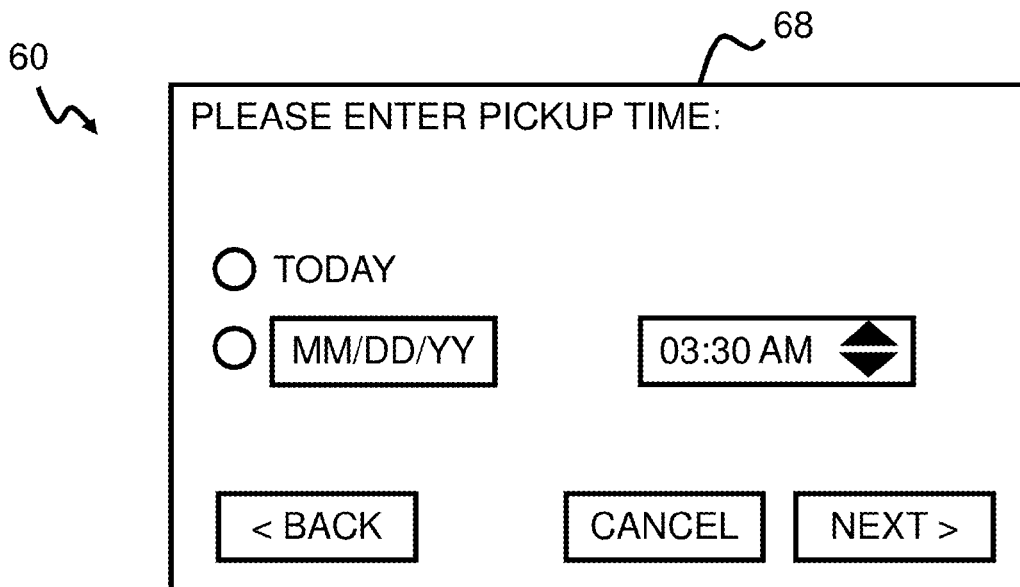 68
60
PLEASE ENTER PICKUP TIME:
TODAY
MM/DD/YY 03:30 AM
< BACK CANCEL NEXT >